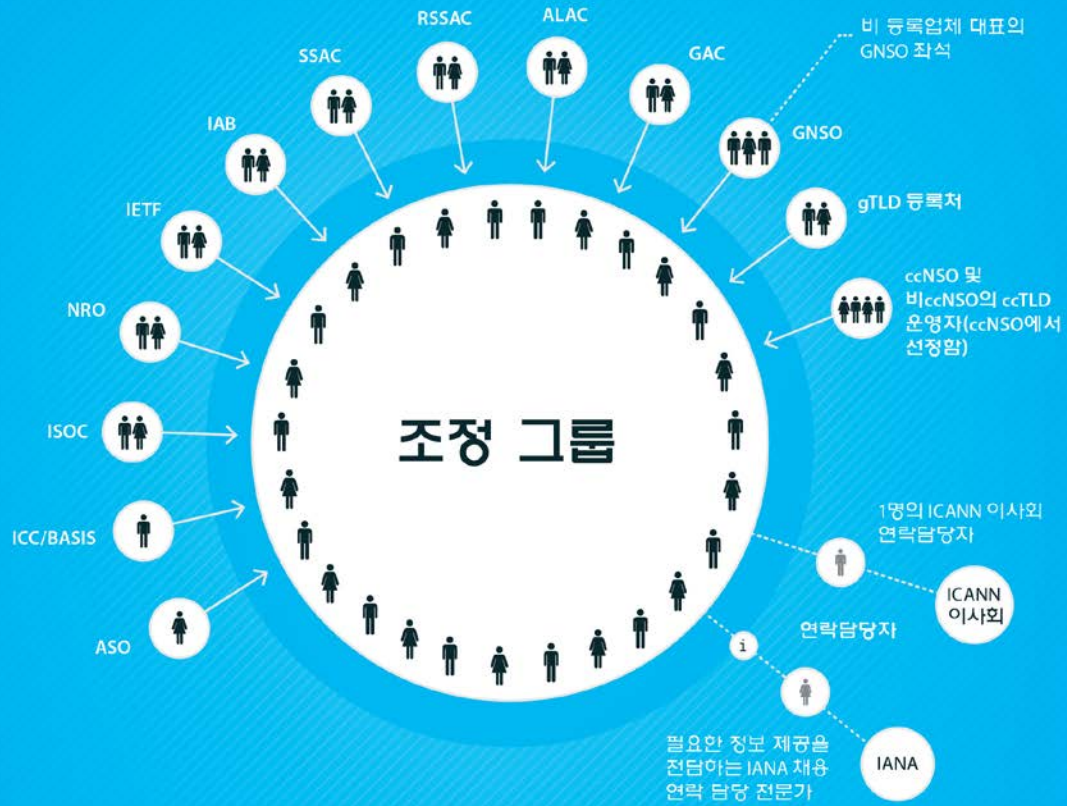 RSSAC
ALAC
SSAC
GAC
비 등록업체 대표의
GNSO 좌석
IAB
GNSO
IETF
gTLD 등록처
NRO
ccNSO 및
비ccNSO의 ccTLD
운영자(ccNSO에서
선정함)
ISOC
조정 그룹
ICC/BASIS
1명의 ICANN 이사회
연락담당자
ICANN
이사회
ASO
연락담당자
i
필요한 정보 제공을
전담하는 IANA 채용
연락 담당 전문가
IANA